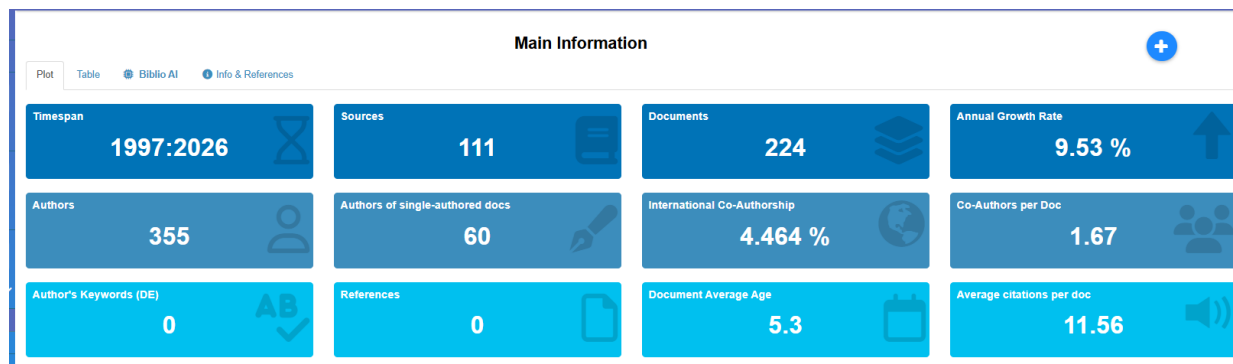 Main Information
Plot Table Biblio AI Info & References
Timespan Sources Documents Annual Growth Rate
1997:2026 111 224 9.53 %
Authors Authors of single-authored docs International Co-Authorship Co-Authors per Doc
355 60 4.464 % 1.67
Author's Keywords (DE) References Document Average Age Average citations per doc
0 0 5.3 11.56
AB